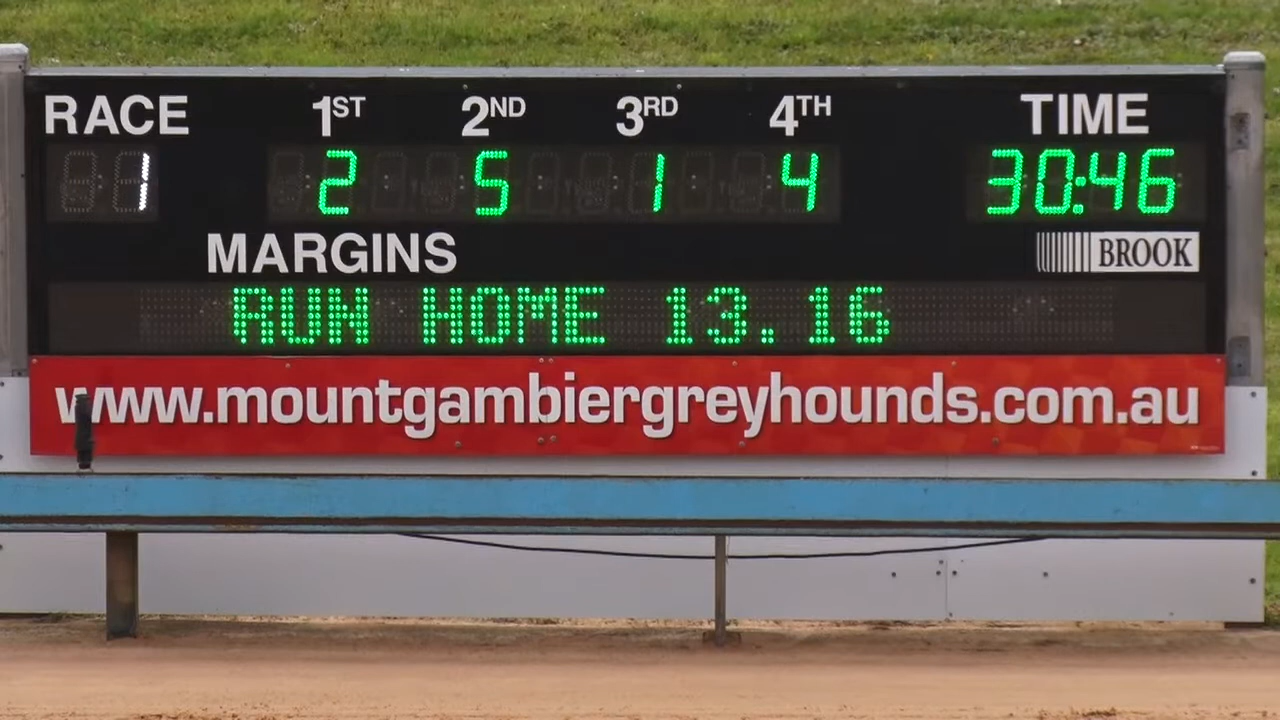 RACE 1ST 2ND 3RD 4TH TIME
1 2 5 1 4 30:46
MARGINS BROOK
RUN HOME 13.16
www.mountgambiergreyhounds.com.au